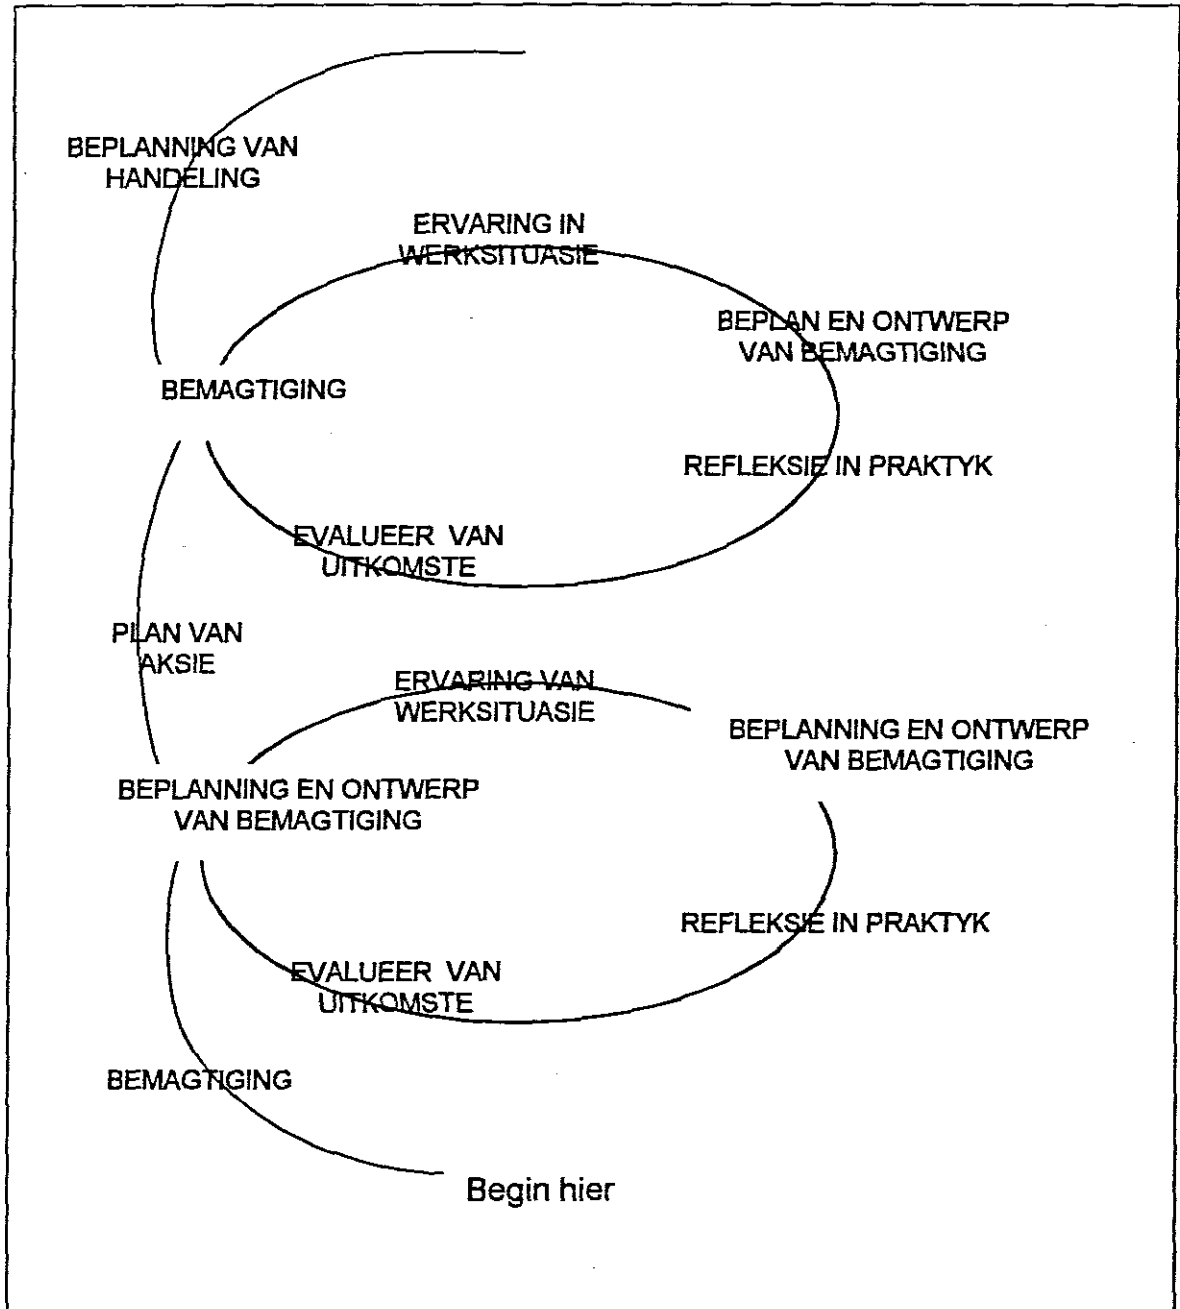 BEPLANNING VAN
HANDELING
ERVARING IN
WERKSITUASIE
BEPLAN EN ONTWERP
VAN BEMAGTIGING
BEMAGTIGING
REFLEKSIE IN PRAKTYK
EVALUEER VAN
UITKOMSTE
PLAN VAN
AKSIE
ERVARING VAN
WERKSITUASIE
BEPLANNING EN ONTWERP
VAN BEMAGTIGING
BEPLANNING EN ONTWERP
VAN BEMAGTIGING
REFLEKSIE IN PRAKTYK
EVALUEER VAN
UITKOMSTE
BEMAGTIGING
Begin hier